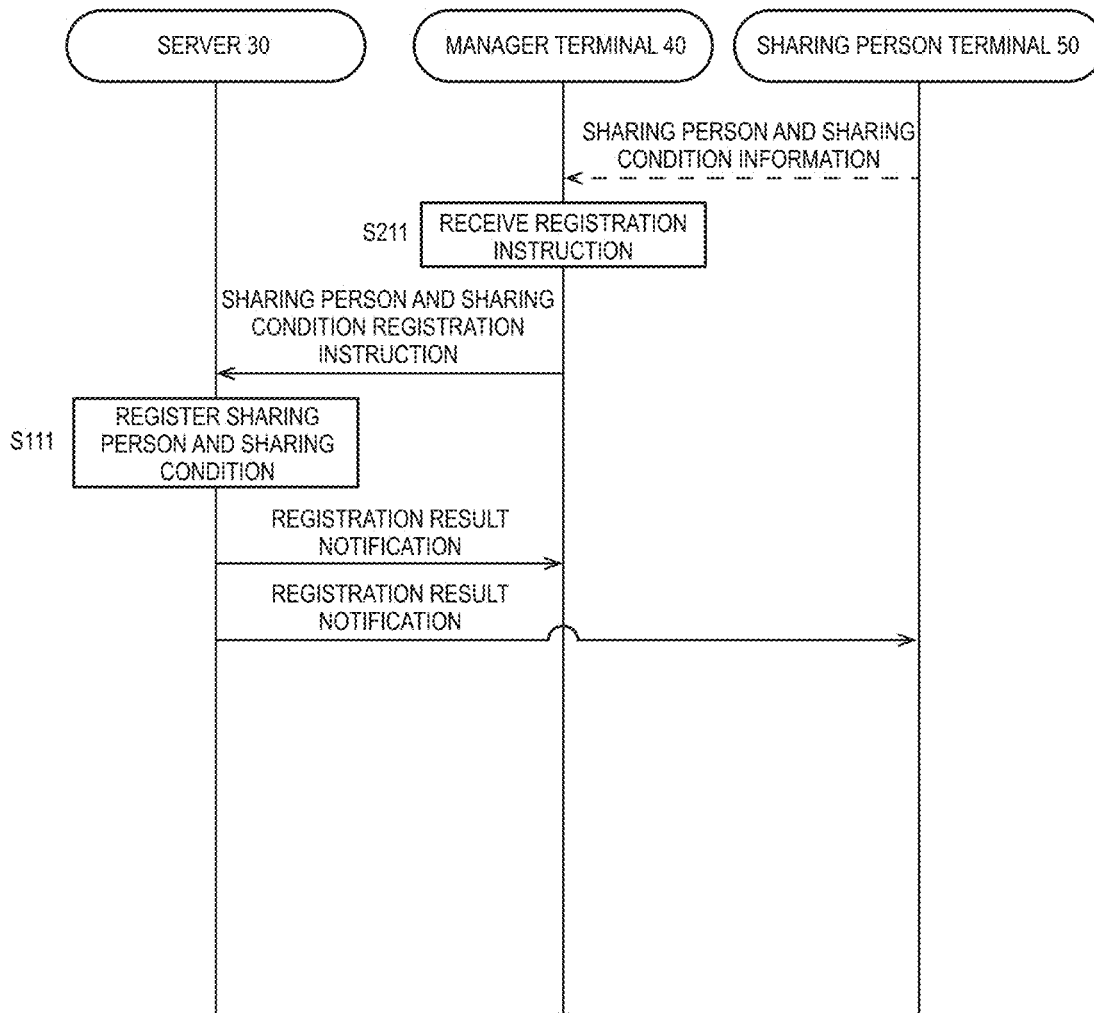 SERVER 30
MANAGER TERMINAL 40
SHARING PERSON TERMINAL 50
SHARING PERSON AND SHARING
CONDITION INFORMATION
S211
RECEIVE REGISTRATION
INSTRUCTION
SHARING PERSON AND SHARING
CONDITION REGISTRATION
INSTRUCTION
S111
REGISTER SHARING
PERSON AND SHARING
CONDITION
REGISTRATION RESULT
NOTIFICATION
REGISTRATION RESULT
NOTIFICATION